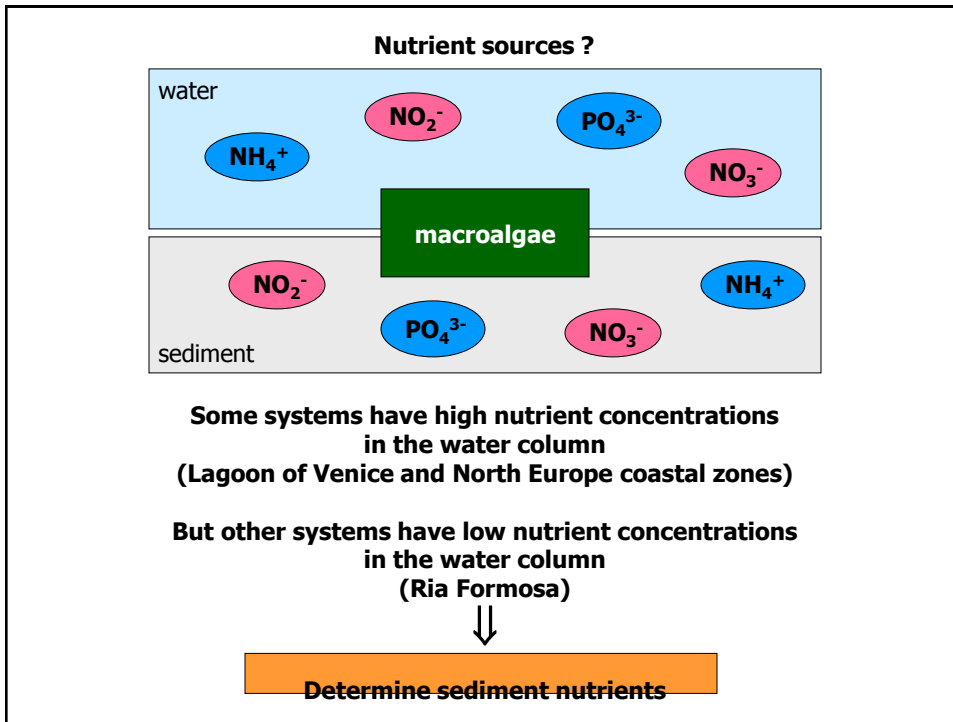 Nutrient sources ?
water
NO₂⁻
PO₄³⁻
NH₄⁺
NO₃⁻
macroalgae
NO₂⁻
NH₄⁺
PO₄³⁻
NO₃⁻
sediment
Some systems have high nutrient concentrations
in the water column
(Lagoon of Venice and North Europe coastal zones)
But other systems have low nutrient concentrations
in the water column
(Ria Formosa)
⇓
Determine sediment nutrients